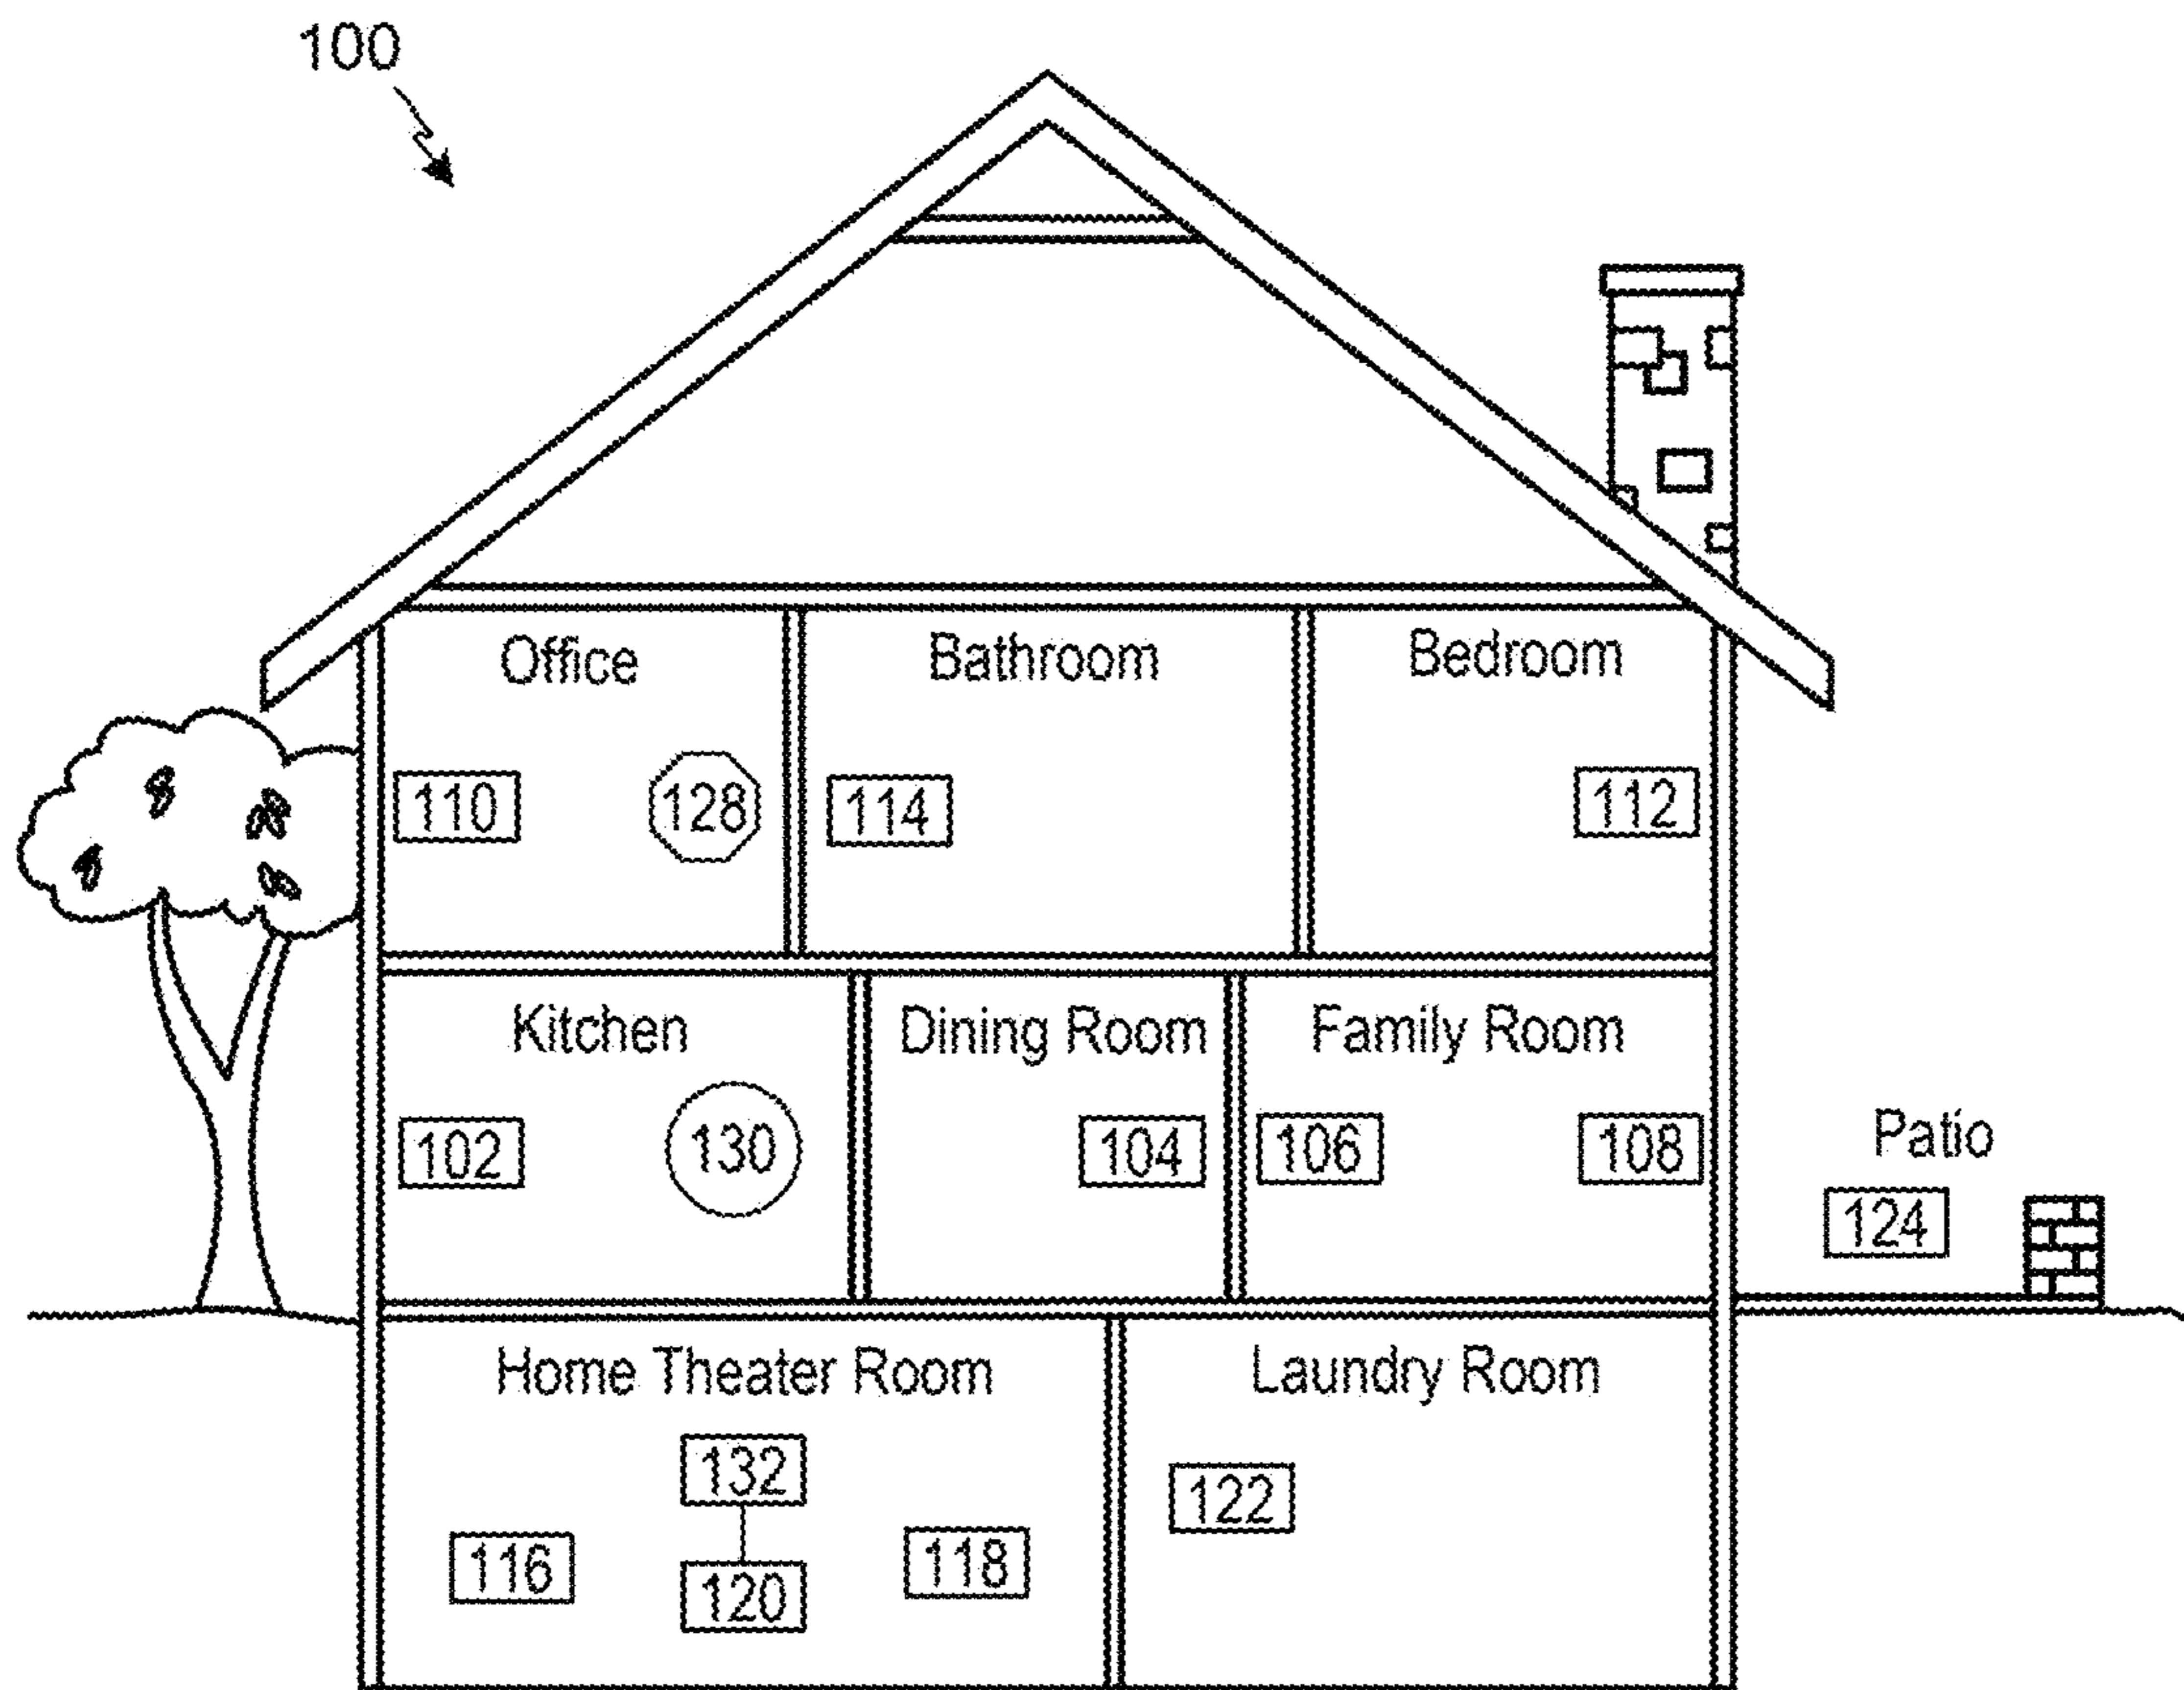 100
Office Bathroom Bedroom
110 128 114 112
Kitchen Dining Room Family Room
102 130 104 106 108
Patio
124
Home Theater Room Laundry Room
132
122
116 120 118